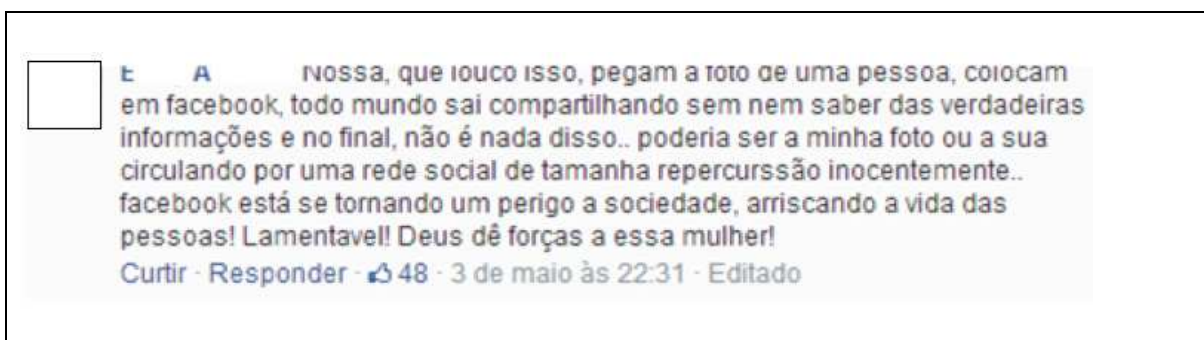 E A Nossa, que louco isso, pegam a foto de uma pessoa, colocam
em facebook, todo mundo sai compartilhando sem nem saber das verdadeiras
informações e no final, não é nada disso.. poderia ser a minha foto ou a sua
circulando por uma rede social de tamanha repercurssão inocentemente..
facebook está se tornando um perigo a sociedade, arriscando a vida das
pessoas! Lamentavel! Deus dê forças a essa mulher!
Curtir · Responder · 48 · 3 de maio às 22:31 · Editado